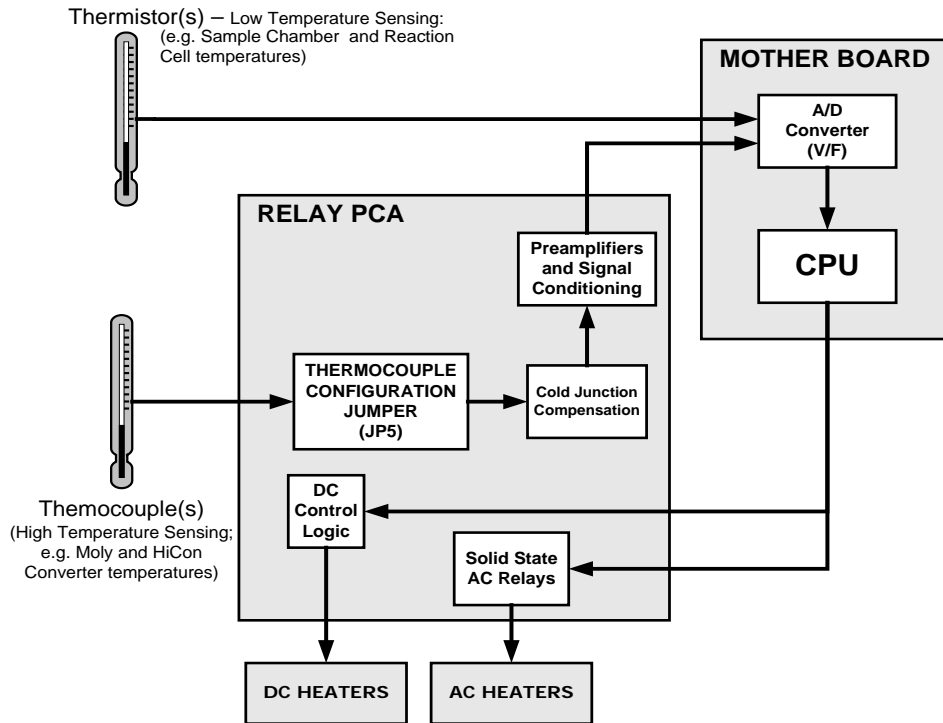 Thermistor(s) – Low Temperature Sensing:
(e.g. Sample Chamber and Reaction
Cell temperatures)
MOTHER BOARD
A/D
Converter
(V/F)
CPU
RELAY PCA
Preamplifiers
and Signal
Conditioning
THERMOCOUPLE
CONFIGURATION
JUMPER
(JP5)
Cold Junction
Compensation
Themocouple(s)
(High Temperature Sensing;
e.g. Moly and HiCon
Converter temperatures)
DC
Control
Logic
Solid State
AC Relays
DC HEATERS
AC HEATERS